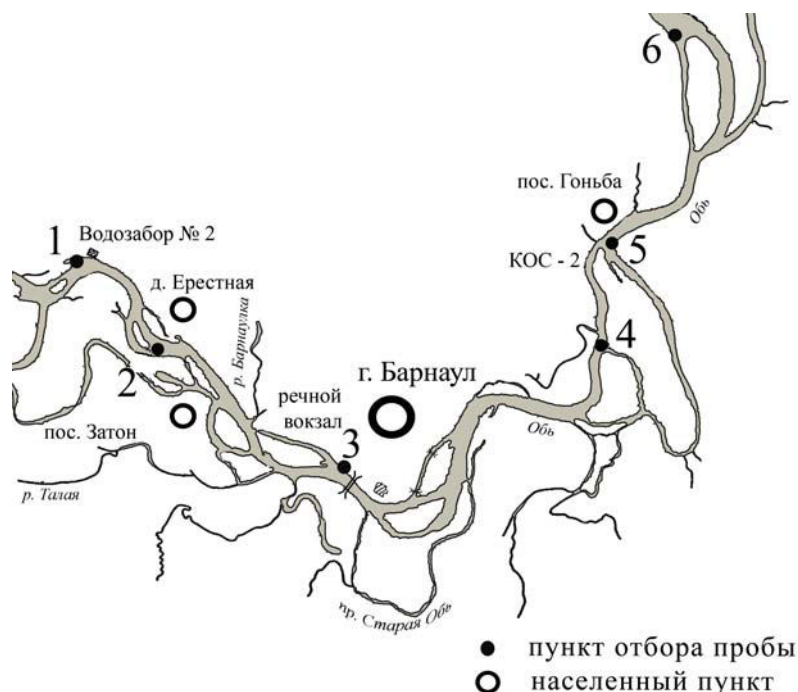 6
пос. Гоньба
Обь
1
Водозабор № 2
5
КОС - 2
д. Ерестная
р. Барнаулка
4
2
г. Барнаул
речной
вокзал
пос. Затон
3
Обь
р. Талая
пр. Старая Обь
пункт отбора пробы
населенный пункт